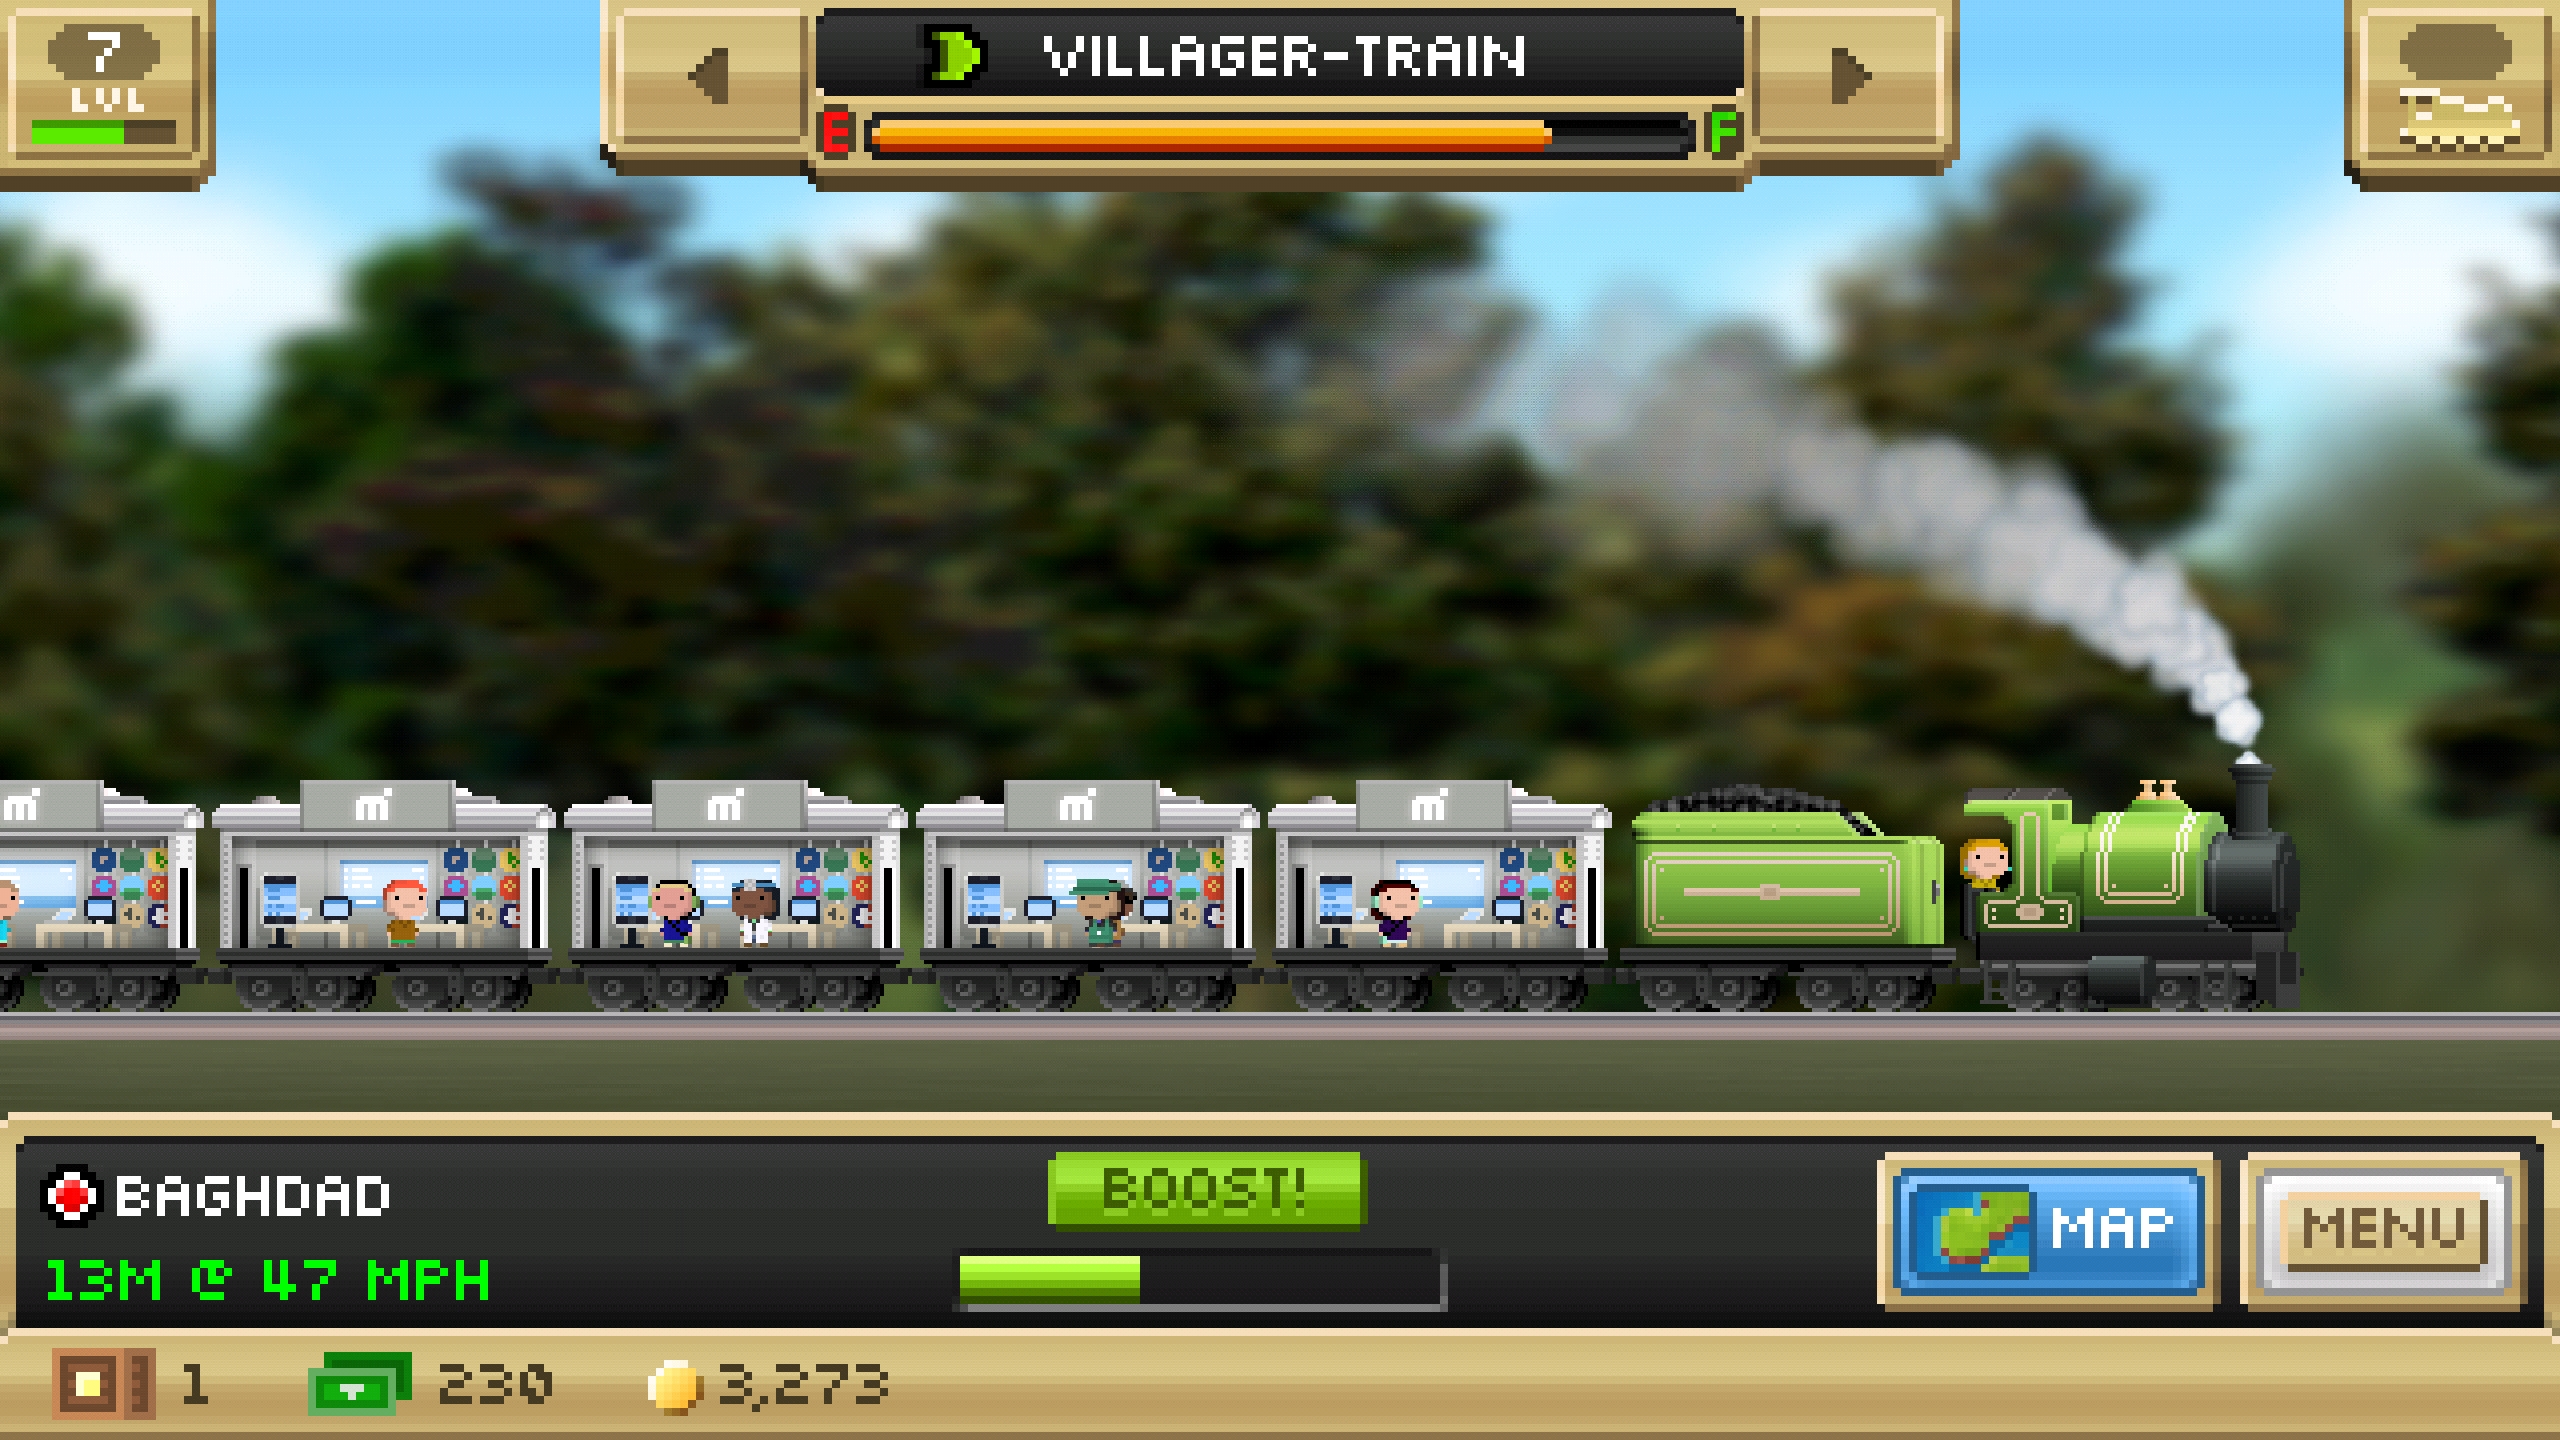 7
LVL
VILLAGER-TRAIN
E F
m
m
m
m
m
BAGHDAD
BOOST!
13M @ 47 MPH
MAP
MENU
1 230 3,273